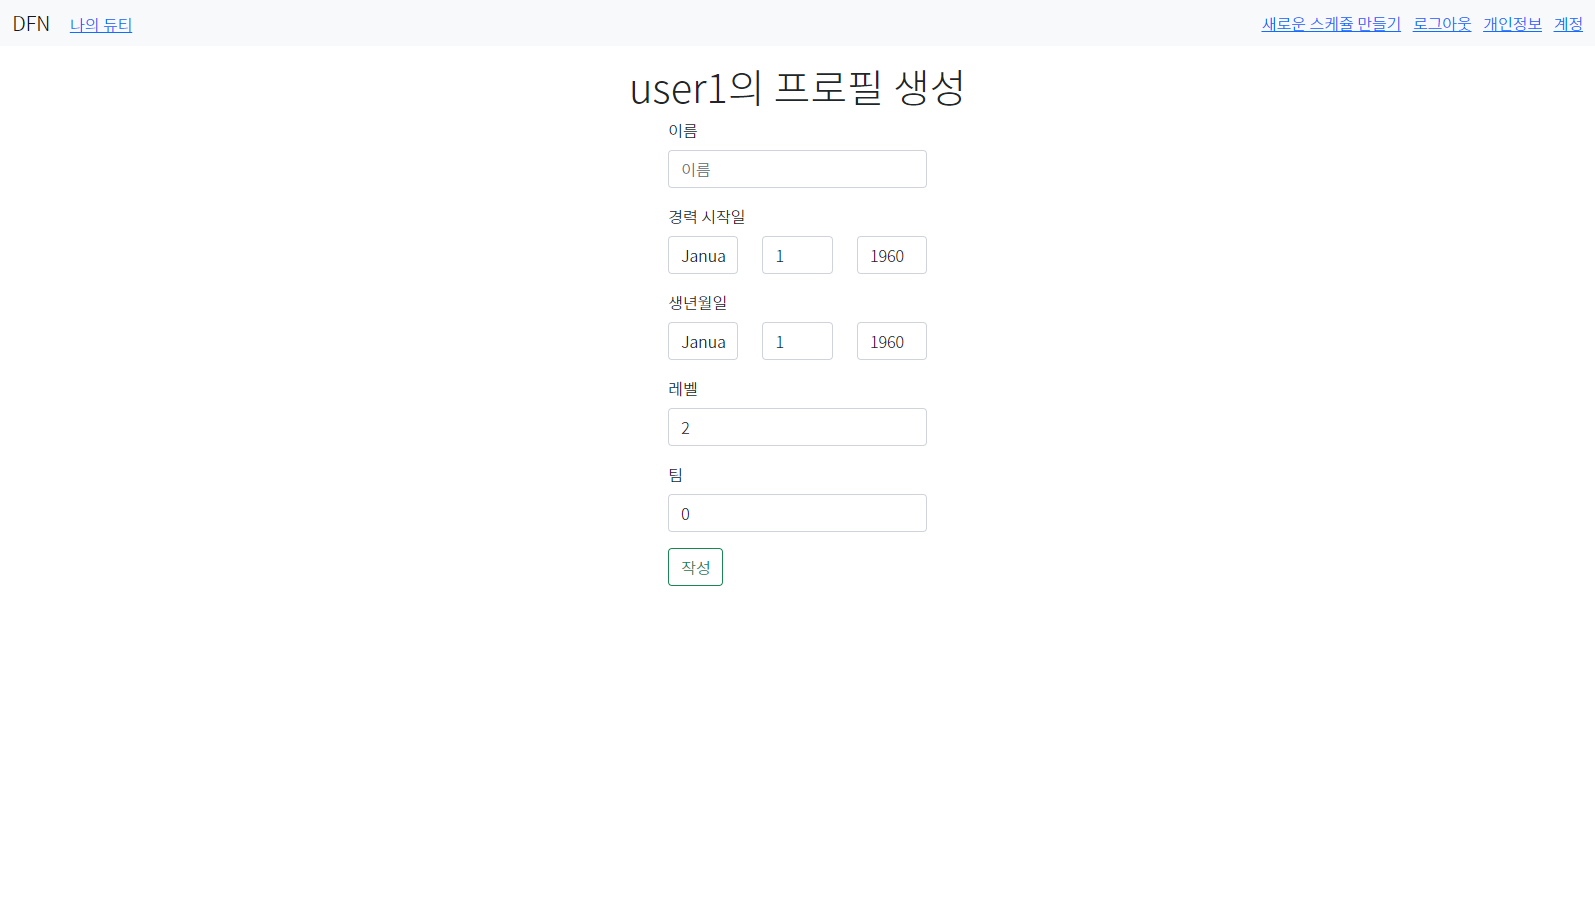 DFN 나의 듀티 새로운 스케쥴 만들기 로그아웃 개인정보 계정
user1의 프로필 생성
이름
이름
경력 시작일
Janua 1 1960
생년월일
Janua 1 1960
레벨
2
팀
0
작성